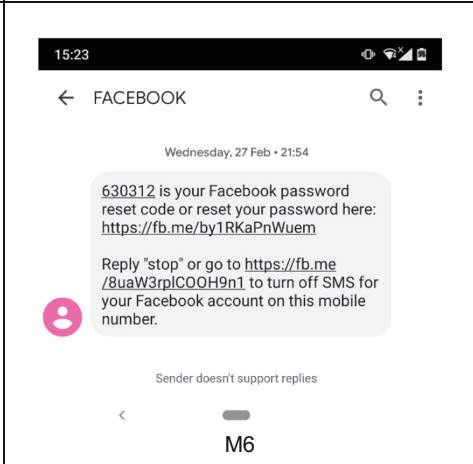 15:23
FACEBOOK
Wednesday, 27 Feb • 21:54
630312 is your Facebook password
reset code or reset your password here:
https://fb.me/by1RKaPnWuem
Reply "stop" or go to https://fb.me
/8uaW3rplCOOH9n1 to turn off SMS for
your Facebook account on this mobile
number.
Sender doesn't support replies
M6